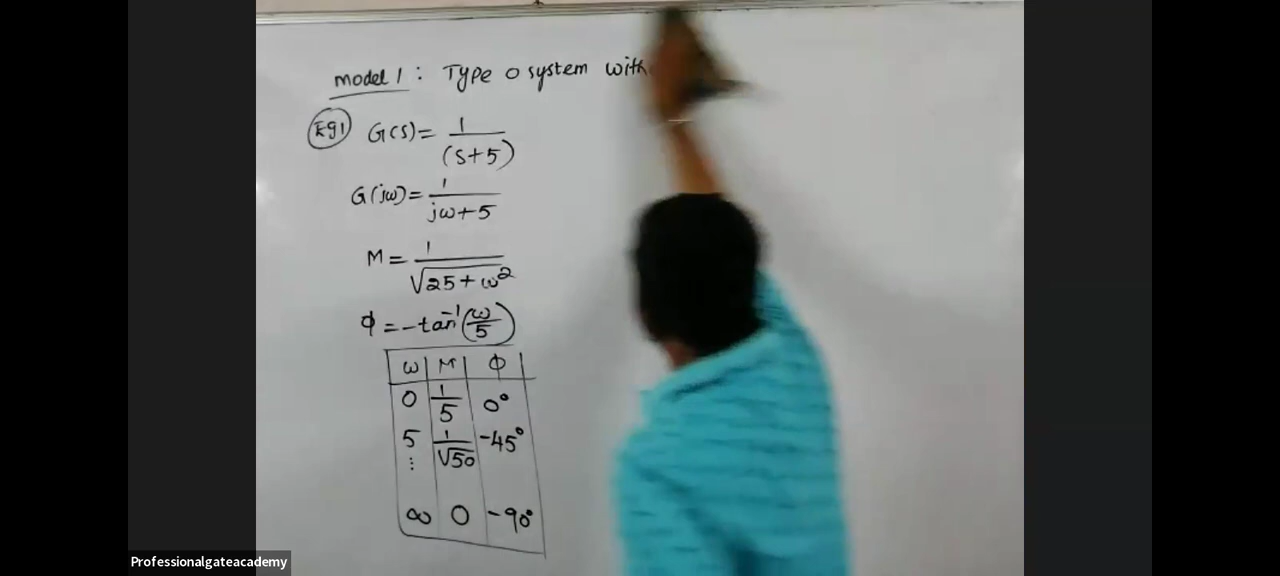 Model 1 : Type 0 system with
Eg1 G(s) = 1/(s+5)
G(jω) = 1/(jω+5)
M = 1/√(25+ω²)
φ = -tan⁻¹(ω/5)
ω M φ
0 1/5 0°
5 1/√50 -45°
⋮
∞ 0 -90°
Professionalgateacademy